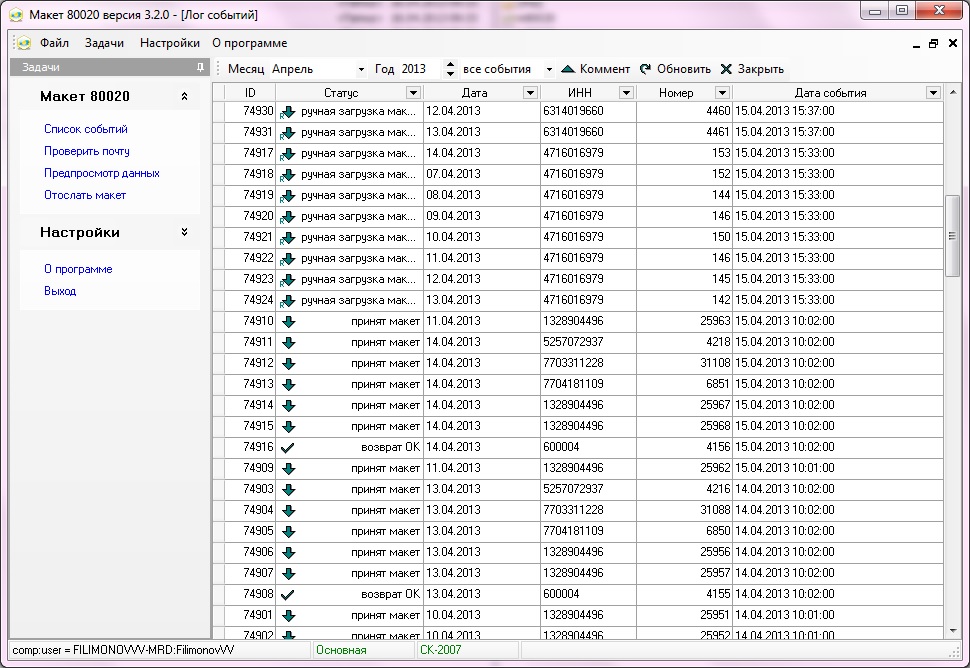 Макет 80020 версия 3.2.0 - [Лог событий]
Файл Задачи Настройки О программе
Задачи
Месяц Апрель Год 2013 все события Коммент Обновить Закрыть
Макет 80020
Список событий
Проверить почту
Предпросмотр данных
Отослать макет
Настройки
О программе
Выход
ID Статус Дата ИНН Номер Дата события
74930 ручная загрузка мак... 12.04.2013 6314019660 4460 15.04.2013 15:37:00
74931 ручная загрузка мак... 13.04.2013 6314019660 4461 15.04.2013 15:37:00
74917 ручная загрузка мак... 14.04.2013 4716016979 153 15.04.2013 15:33:00
74918 ручная загрузка мак... 07.04.2013 4716016979 152 15.04.2013 15:33:00
74919 ручная загрузка мак... 08.04.2013 4716016979 144 15.04.2013 15:33:00
74920 ручная загрузка мак... 09.04.2013 4716016979 146 15.04.2013 15:33:00
74921 ручная загрузка мак... 10.04.2013 4716016979 150 15.04.2013 15:33:00
74922 ручная загрузка мак... 11.04.2013 4716016979 146 15.04.2013 15:33:00
74923 ручная загрузка мак... 12.04.2013 4716016979 145 15.04.2013 15:33:00
74924 ручная загрузка мак... 13.04.2013 4716016979 142 15.04.2013 15:33:00
74910 принят макет 11.04.2013 1328904496 25963 15.04.2013 10:02:00
74911 принят макет 14.04.2013 5257072937 4218 15.04.2013 10:02:00
74912 принят макет 14.04.2013 7703311228 31108 15.04.2013 10:02:00
74913 принят макет 14.04.2013 7704181109 6851 15.04.2013 10:02:00
74914 принят макет 14.04.2013 1328904496 25967 15.04.2013 10:02:00
74915 принят макет 14.04.2013 1328904496 25968 15.04.2013 10:02:00
74916 возврат ОК 14.04.2013 600004 4156 15.04.2013 10:02:00
74909 принят макет 11.04.2013 1328904496 25962 15.04.2013 10:01:00
74903 принят макет 13.04.2013 5257072937 4216 14.04.2013 10:02:00
74904 принят макет 13.04.2013 7703311228 31088 14.04.2013 10:02:00
74905 принят макет 13.04.2013 7704181109 6850 14.04.2013 10:02:00
74906 принят макет 13.04.2013 1328904496 25956 14.04.2013 10:02:00
74907 принят макет 13.04.2013 1328904496 25957 14.04.2013 10:02:00
74908 возврат ОК 13.04.2013 600004 4155 14.04.2013 10:02:00
74901 принят макет 10.04.2013 1328904496 25951 14.04.2013 10:01:00
74902 принят макет 10.04.2013 1328904496 25952 14.04.2013 10:01:00
comp:user = FILIMONOVVV-MRD:FilimonovVV Основная СК-2007